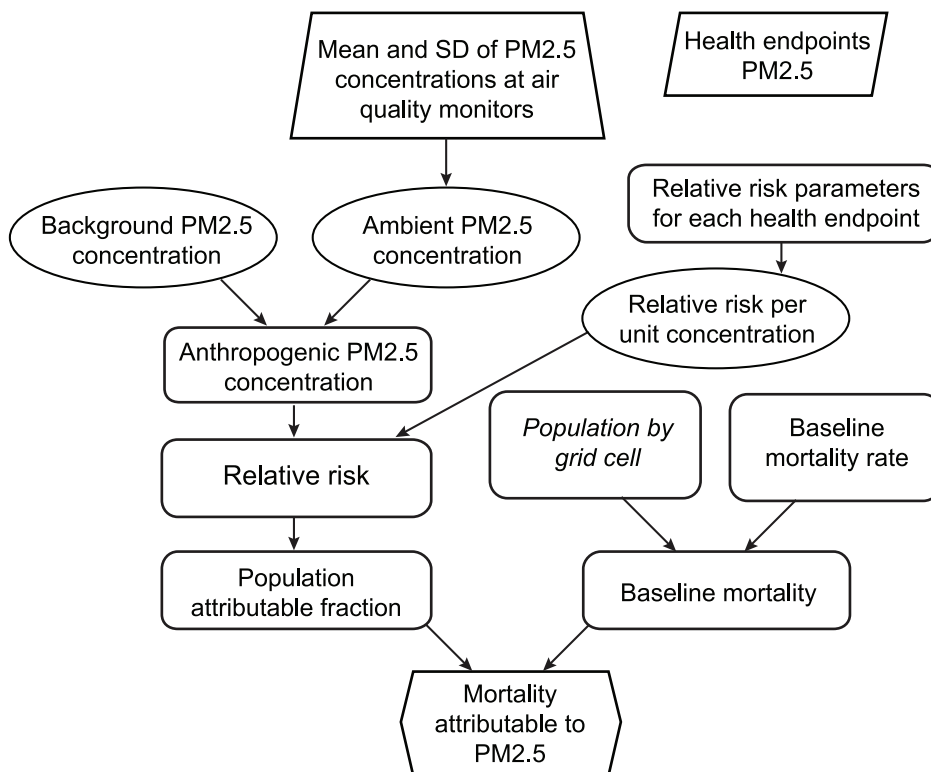 Mean and SD of PM2.5
concentrations at air
quality monitors
Health endpoints
PM2.5
Relative risk parameters
for each health endpoint
Background PM2.5
concentration
Ambient PM2.5
concentration
Relative risk per
unit concentration
Anthropogenic PM2.5
concentration
Population by
grid cell
Baseline
mortality rate
Relative risk
Population
attributable fraction
Baseline mortality
Mortality
attributable to
PM2.5